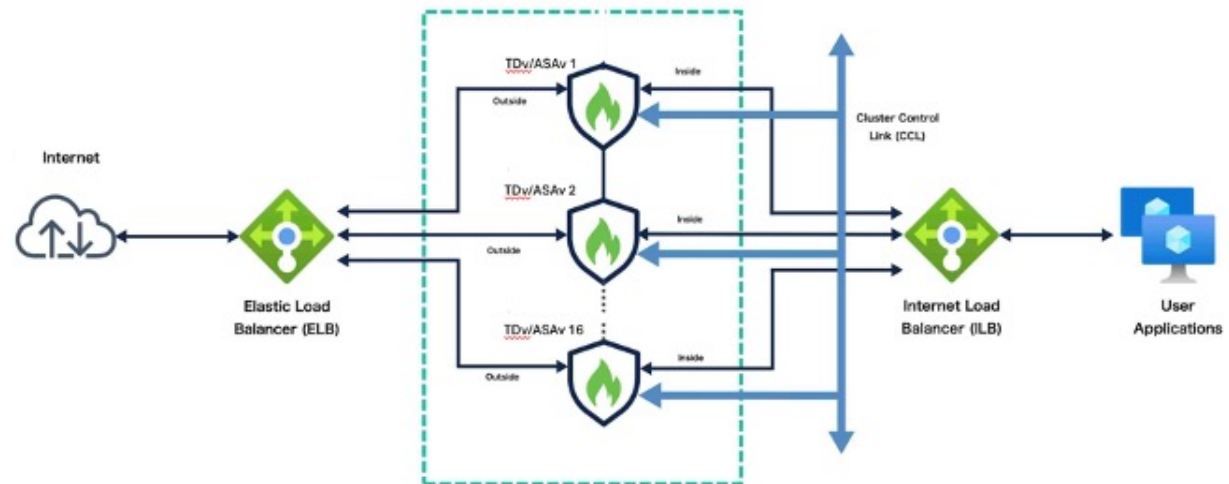 TDv/ASAv 1
Inside
Outside
Cluster Control
Link (CCL)
Internet
TDv/ASAv 2
Inside
Outside
Elastic Load
Balancer (ELB)
Internet Load
Balancer (ILB)
User
Applications
TDv/ASAv 16
Inside
Outside